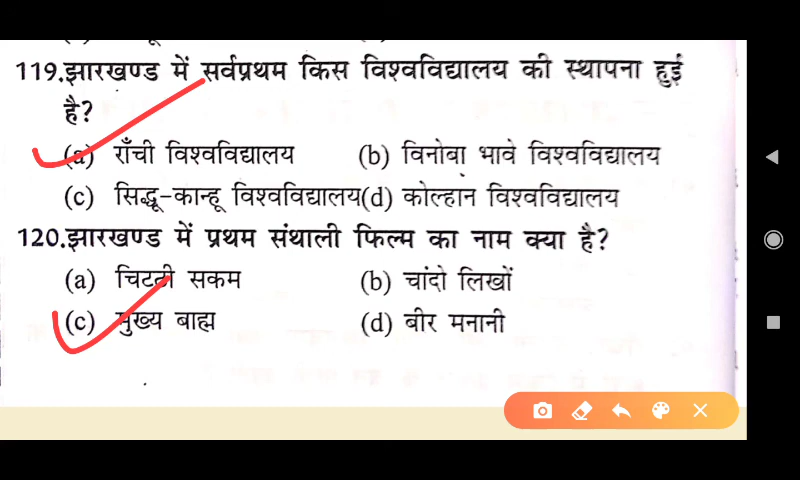 119.झारखण्ड में सर्वप्रथम किस विश्वविद्यालय की स्थापना हुई
है?
(a) राँची विश्वविद्यालय (b) विनोबा भावे विश्वविद्यालय
(c) सिद्धू-कान्हू विश्वविद्यालय(d) कोल्हान विश्वविद्यालय
120.झारखण्ड में प्रथम संथाली फिल्म का नाम क्या है?
(a) चिटठी सकम (b) चांदो लिखों
(c) मुख्य बाह्म (d) बीर मनानी